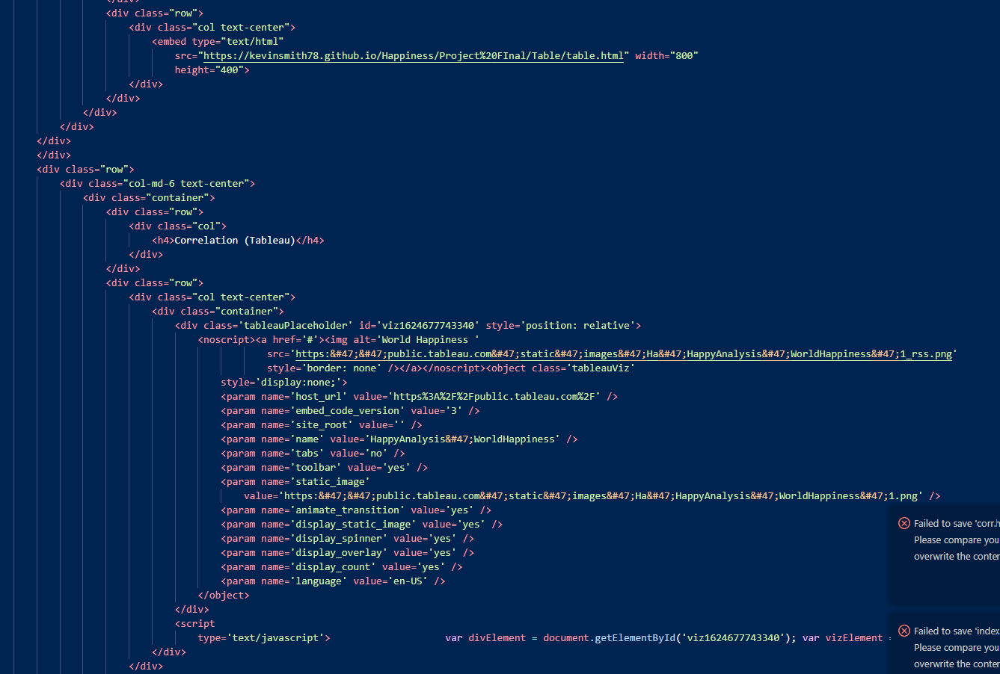 </div>
<div class="row">
<div class="col text-center">
<embed type="text/html"
src="https://kevinsmith78.github.io/Happiness/Project%20FInal/Table/table.html" width="800"
height="400">
</div>
</div>
</div>
</div>
</div>
</div>
<div class="row">
<div class="col-md-6 text-center">
<div class="container">
<div class="row">
<div class="col">
<h4>Correlation (Tableau)</h4>
</div>
</div>
<div class="row">
<div class="col text-center">
<div class="container">
<div class='tableauPlaceholder' id='viz1624677743340' style='position: relative'>
<noscript><a href='#'><img alt='World Happiness '
src='https:&#47;&#47;public.tableau.com&#47;static&#47;images&#47;Ha&#47;HappyAnalysis&#47;WorldHappiness&#47;1_rss.png'
style='border: none' /></a></noscript><object class='tableauViz'
style='display:none;'>
<param name='host_url' value='https%3A%2F%2Fpublic.tableau.com%2F' />
<param name='embed_code_version' value='3' />
<param name='site_root' value='' />
<param name='name' value='HappyAnalysis&#47;WorldHappiness' />
<param name='tabs' value='no' />
<param name='toolbar' value='yes' />
<param name='static_image'
value='https:&#47;&#47;public.tableau.com&#47;static&#47;images&#47;Ha&#47;HappyAnalysis&#47;WorldHappiness&#47;1.png' />
<param name='animate_transition' value='yes' />
<param name='display_static_image' value='yes' />
<param name='display_spinner' value='yes' />
<param name='display_overlay' value='yes' />
<param name='display_count' value='yes' />
<param name='language' value='en-US' />
</object>
</div>
<script
type='text/javascript'> var divElement = document.getElementById('viz1624677743340'); var vizElement =
</div>
</div>
Failed to save 'corr.h
Please compare you
overwrite the conter
Failed to save 'index
Please compare you
overwrite the conter